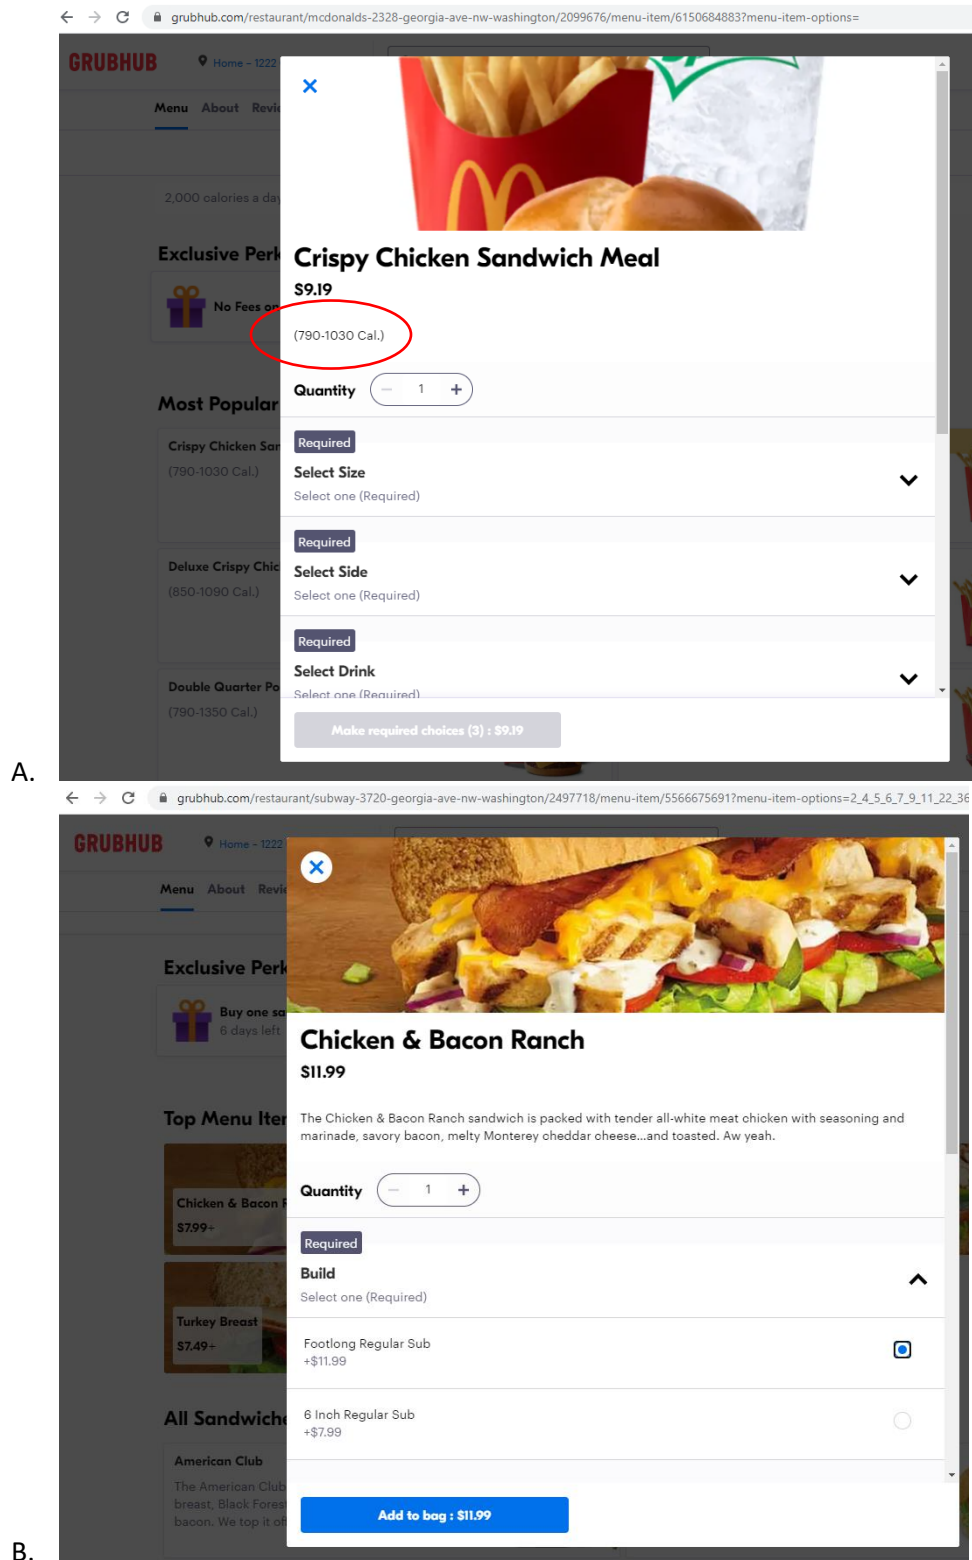 grubhub.com/restaurant/mcdonalds-2328-georgia-ave-nw-washington/2099676/menu-item/6150684883?menu-item-options=
GRUBHUB
Home - 1222
Menu About Revie
2,000 calories a day
Exclusive Perk
No Fees on
Crispy Chicken Sandwich Meal
$9.19
(790-1030 Cal.)
Quantity
1
Most Popular
Crispy Chicken San
(790-1030 Cal.)
Required
Select Size
Select one (Required)
Required
Deluxe Crispy Chic
(850-1090 Cal.)
Select Side
Select one (Required)
Required
Select Drink
Select one (Required)
Double Quarter Po
(790-1350 Cal.)
Make required choices (3) : $9.19
A.
grubhub.com/restaurant/subway-3720-georgia-ave-nw-washington/2497718/menu-item/5566675691?menu-item-options=2_4_5_6_7_9_11_22_36
GRUBHUB
Home - 1222
Menu About Revie
Exclusive Perk
Buy one sa
6 days left
Chicken & Bacon Ranch
$11.99
The Chicken & Bacon Ranch sandwich is packed with tender all-white meat chicken with seasoning and
marinade, savory bacon, melty Monterey cheddar cheese...and toasted. Aw yeah.
Top Menu Iter
Chicken & Bacon R
$7.99+
Quantity
1
Required
Build
Select one (Required)
Turkey Breast
$7.49+
Footlong Regular Sub
+$11.99
6 Inch Regular Sub
+$7.99
All Sandwiche
American Club
The American Club
breast, Black Forest
bacon. We top it off
Add to bag : $11.99
B.